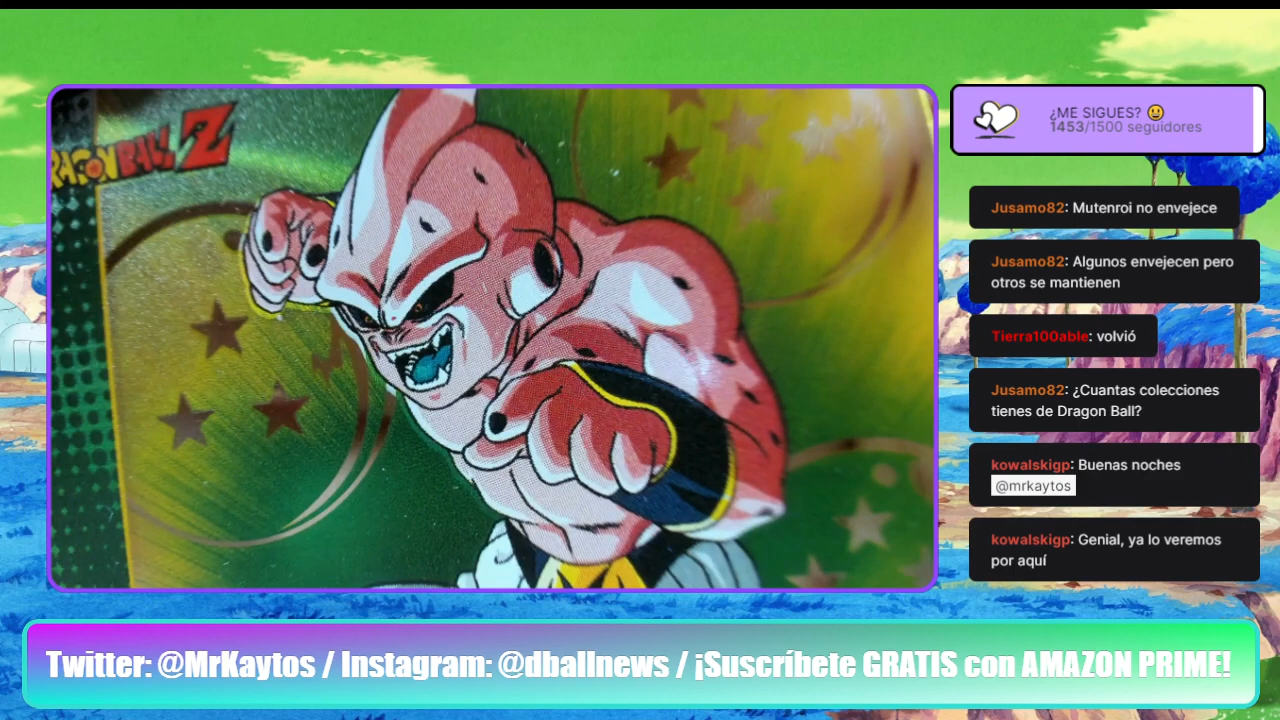 DRAGON BALL Z
¿ME SIGUES? 😃
1453/1500 seguidores
Jusamo82: Mutenroi no envejece
Jusamo82: Algunos envejecen pero
otros se mantienen
Tierra100able: volvió
Jusamo82: ¿Cuantas colecciones
tienes de Dragon Ball?
kowalskigp: Buenas noches
@mrkaytos
kowalskigp: Genial, ya lo veremos
por aquí
Twitter: @MrKaytos / Instagram: @dballnews / ¡Suscríbete GRATIS con AMAZON PRIME!